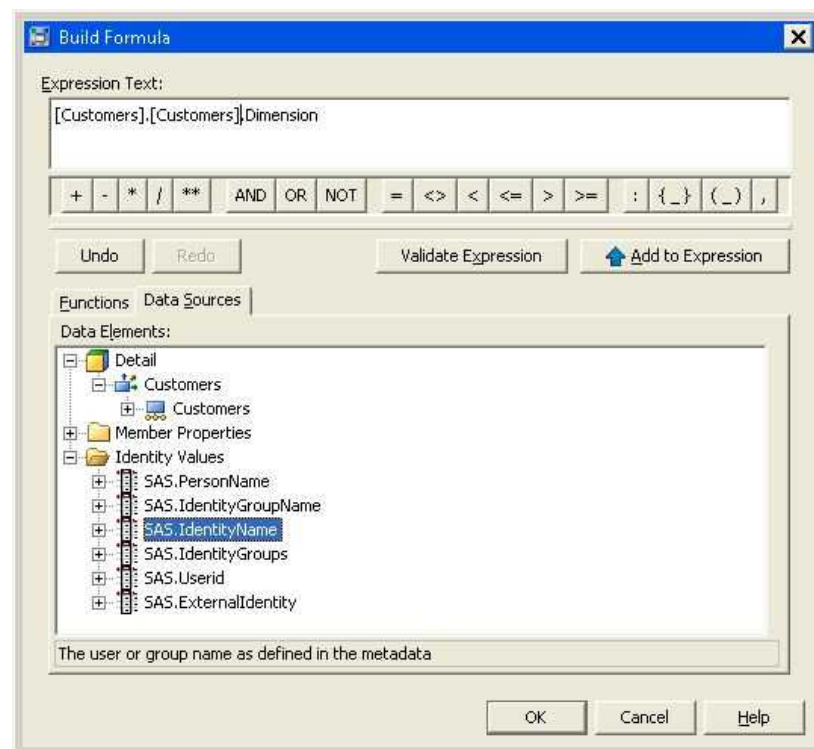 Build Formula
Expression Text:
[Customers].[Customers].Dimension
+ - * / ** AND OR NOT = <> < <= > >= : {_} (_) ,
Undo Redo Validate Expression Add to Expression
Functions Data Sources
Data Elements:
Detail
Customers
Customers
Member Properties
Identity Values
SAS.PersonName
SAS.IdentityGroupName
SAS.IdentityName
SAS.IdentityGroups
SAS.Userid
SAS.ExternalIdentity
The user or group name as defined in the metadata
OK Cancel Help